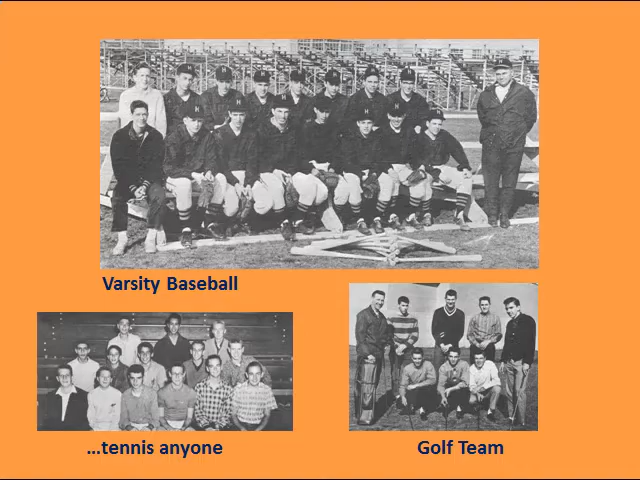 Varsity Baseball
...tennis anyone
Golf Team